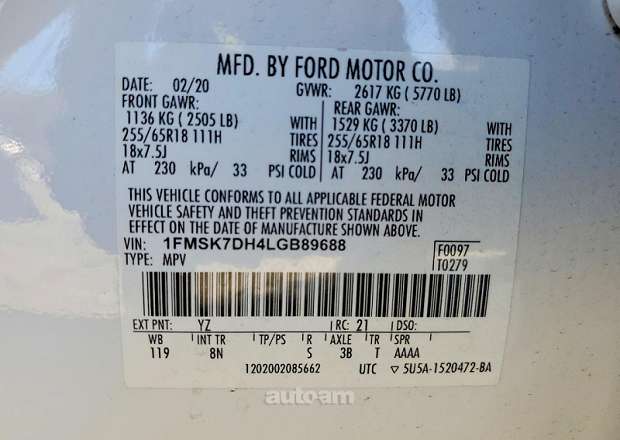 MFD. BY FORD MOTOR CO.
DATE: 02/20 GVWR: 2617 KG ( 5770 LB)
FRONT GAWR: REAR GAWR:
1136 KG ( 2505 LB) WITH 1529 KG ( 3370 LB) WITH
255/65R18 111H TIRES 255/65R18 111H TIRES
18x7.5J RIMS 18x7.5J RIMS
AT 230 kPa/ 33 PSI COLD AT 230 kPa/ 33 PSI COLD
THIS VEHICLE CONFORMS TO ALL APPLICABLE FEDERAL MOTOR
VEHICLE SAFETY AND THEFT PREVENTION STANDARDS IN
EFFECT ON THE DATE OF MANUFACTURE SHOWN ABOVE.
VIN: 1FMSK7DH4LGB89688 F0097
TYPE: MPV T0279
EXT PNT: YZ RC: 21 DSO:
WB INT TR TP/PS R AXLE TR SPR
119 8N S 3B T AAAA
1202002085662 UTC ▽ 5U5A-1520472-BA
autoam